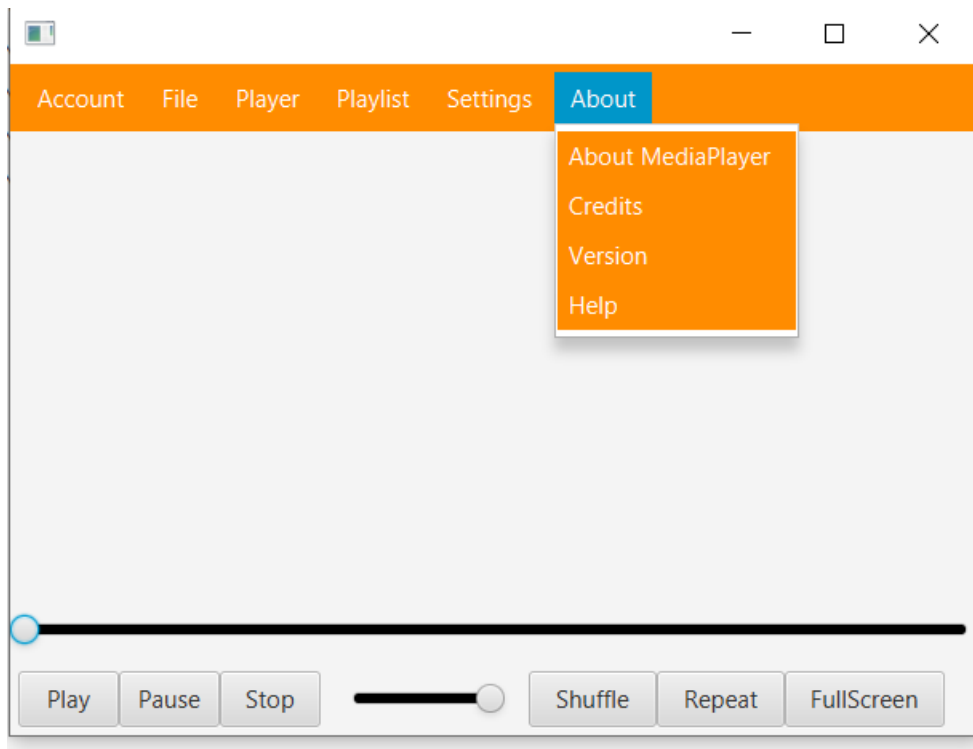 Account File Player Playlist Settings About
About MediaPlayer
Credits
Version
Help
Play Pause Stop Shuffle Repeat FullScreen